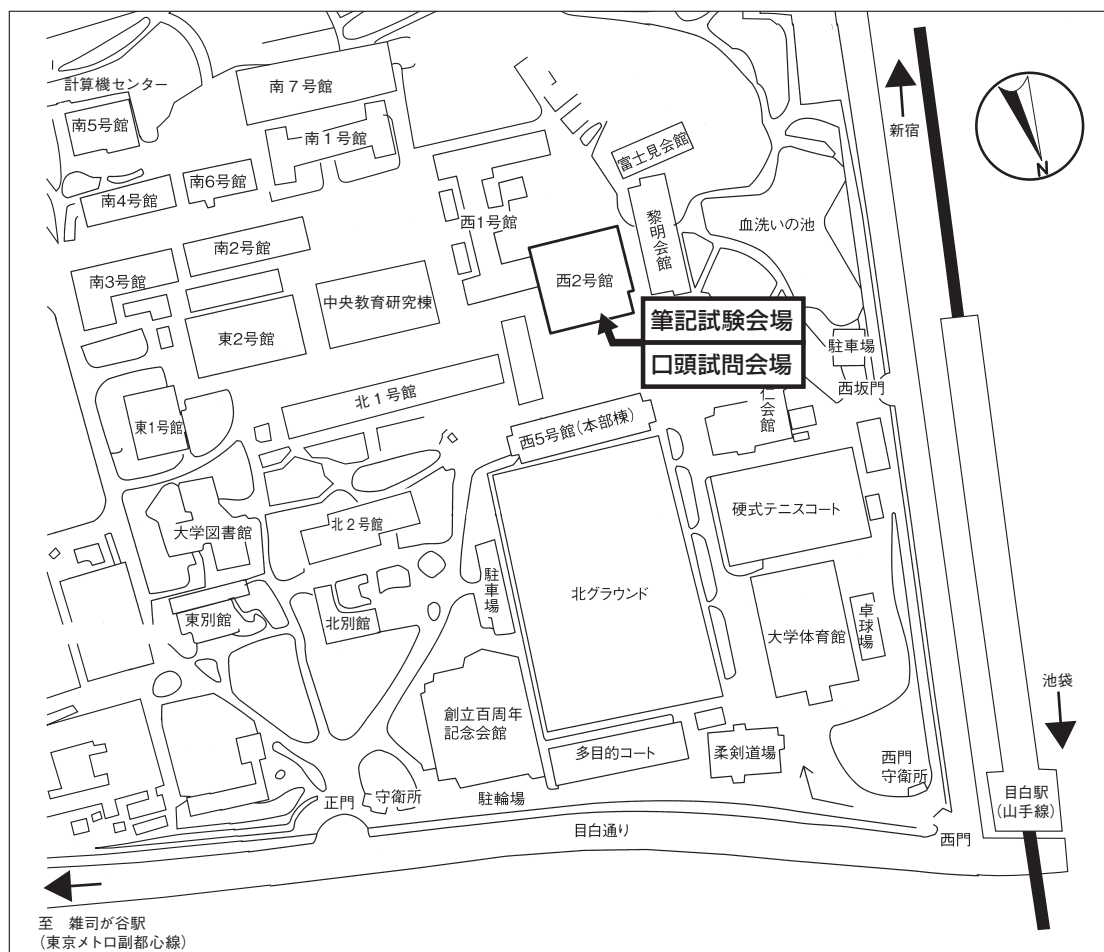 計算機センター
南7号館
南5号館
南1号館
新宿
N
富士見会館
南6号館
南4号館
西1号館
黎明会館
血洗いの池
南2号館
南3号館
西2号館
中央教育研究棟
筆記試験会場
東2号館
駐車場
口頭試問会場
西坂門
北1号館
仁会館
東1号館
西5号館(本部棟)
硬式テニスコート
大学図書館
北2号館
駐車場
北グラウンド
東別館
北別館
大学体育館
卓球場
池袋
創立百周年
記念会館
多目的コート
柔剣道場
西門
守衛所
目白駅
(山手線)
正門
守衛所
駐輪場
目白通り
西門
至 雑司が谷駅
(東京メトロ副都心線)